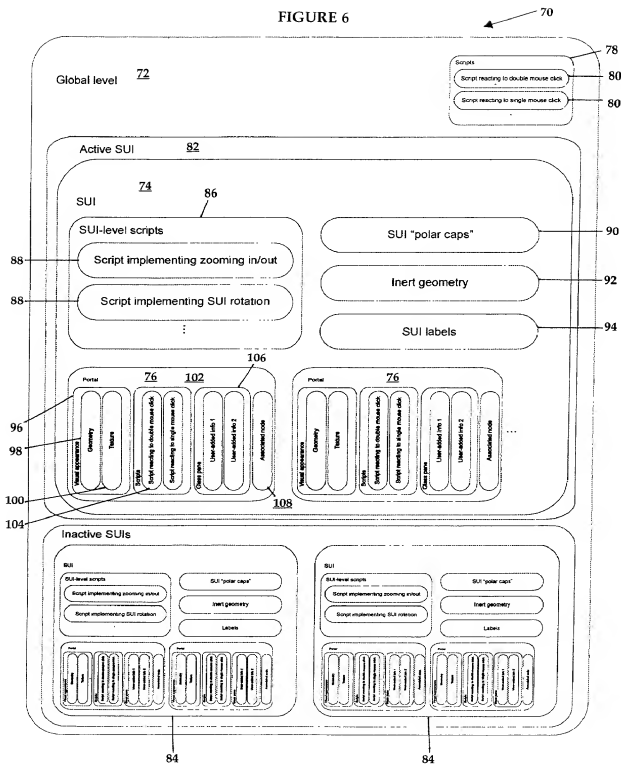 FIGURE 6
70
Global level 72
78
Scripts
Script reacting to double mouse click 80
Script reacting to single mouse click 80
Active SUI 82
SUI 74
86
SUI-level scripts
88 Script implementing zooming in/out
88 Script implementing SUI rotation
SUI "polar caps" 90
Inert geometry 92
SUI labels 94
Portal 76 102 106
96 Visual appearance
98 Geometry
100 Texture
Scripts
104 Script reacting to double mouse click
Script reacting to single mouse click
Glass pane
User-added info 1
User-added info 2
Associated node
108
Portal 76
Visual appearance
Geometry
Texture
Scripts
Script reacting to double mouse click
Script reacting to single mouse click
Glass pane
User-added info 1
User-added info 2
Associated node
...
Inactive SUIs
SUI
SUI-level scripts
Script implementing zooming in/out
Script implementing SUI rotation
SUI "polar caps"
Inert geometry
Labels
Portal
Portal
84
SUI
SUI-level scripts
Script implementing zooming in/out
Script implementing SUI rotation
SUI "polar caps"
Inert geometry
Labels
Portal
Portal
84